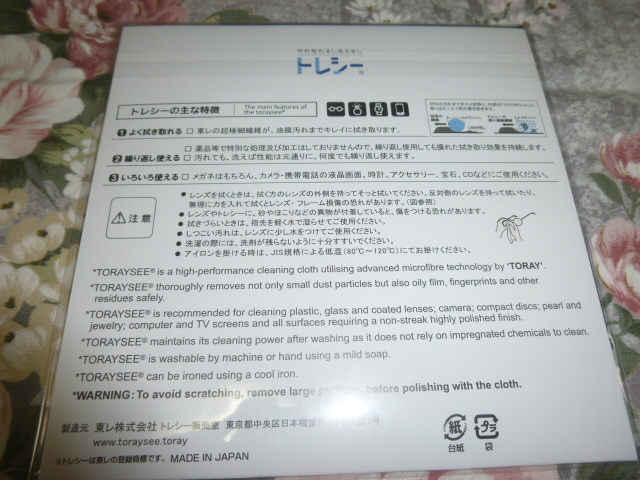 汚れ取れるし使えるし
トレシー®
トレシーの主な特徴 The main features of the toraysee®
❶よく拭き取れる □ 東レの超極細繊維が、油膜汚れまでキレイに拭き取ります。
□ 薬品等で特別な処理及び加工はしておりませんので、繰り返し使用しても優れた拭き取り効果を持続します。
❷繰り返し使える □ 汚れても、洗えば性能は元通りに。何度でも繰り返し使えます。
❸いろいろ使える □ メガネはもちろん、カメラ・携帯電話の液晶画面、時計、アクセサリー、宝石、CDなどにご使用ください。
注意
● レンズを拭くときは、拭く方のレンズの外側を持ってそっと拭いてください。反対側のレンズを持って拭いたり、
無理に力を入れて拭くとレンズ・フレーム損傷の恐れがあります。(図参照)
● レンズやトレシーに、砂やほこりなどの異物が付着していると、傷をつける恐れがあります。
● 拭きづらいときは、指先を軽く水で湿らせてご使用ください。
● しつこい汚れは、レンズに少し水をつけてご使用ください。
● 洗濯の際には、洗剤が残らないように十分すすいでください。
● アイロンを掛ける時は、JIS規格による低温(80℃〜120℃)にてお掛けください。
*TORAYSEE® is a high-performance cleaning cloth utilising advanced microfibre technology by 'TORAY'.
*TORAYSEE® thoroughly removes not only small dust particles but also oily film, fingerprints and other
residues safely.
*TORAYSEE® is recommended for cleaning plastic, glass and coated lenses; camera; compact discs; pearl and
jewelry; computer and TV screens and all surfaces requiring a non-streak highly polished finish.
*TORAYSEE® maintains its cleaning power after washing as it does not rely on impregnated chemicals to clean.
*TORAYSEE® is washable by machine or hand using a mild soap.
*TORAYSEE® can be ironed using a cool iron.
*WARNING: To avoid scratching, remove large particles before polishing with the cloth.
製造元 東レ株式会社 トレシー販売室 東京都中央区日本橋室町
www.toraysee.toray
※トレシーは東レの登録商標です。 MADE IN JAPAN
紙 プラ
台紙 袋